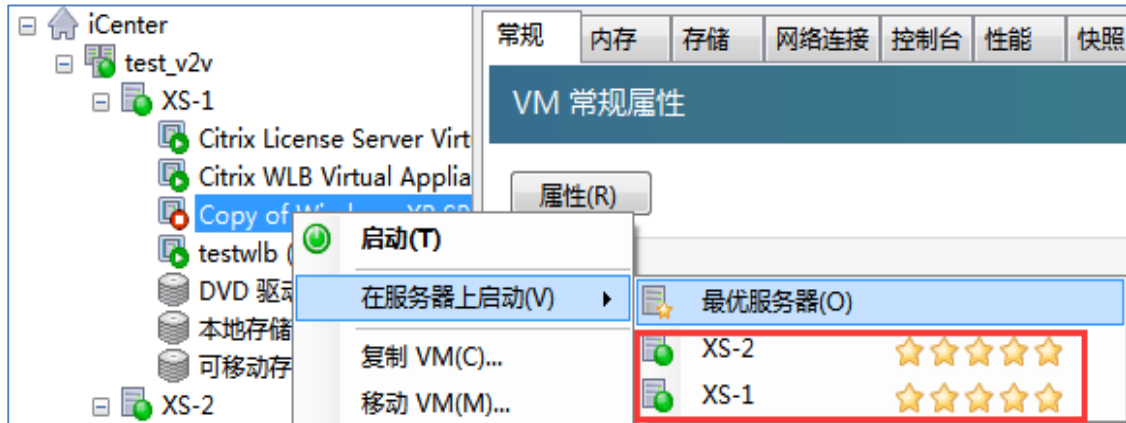 iCenter
test_v2v
XS-1
Citrix License Server Virt
Citrix WLB Virtual Applia
Copy of
testwlb (
DVD 驱动
本地存储
可移动存
XS-2
常规 内存 存储 网络连接 控制台 性能 快照
VM 常规属性
属性(R)
启动(T)
在服务器上启动(V)
复制 VM(C)...
移动 VM(M)...
最优服务器(O)
XS-2
XS-1